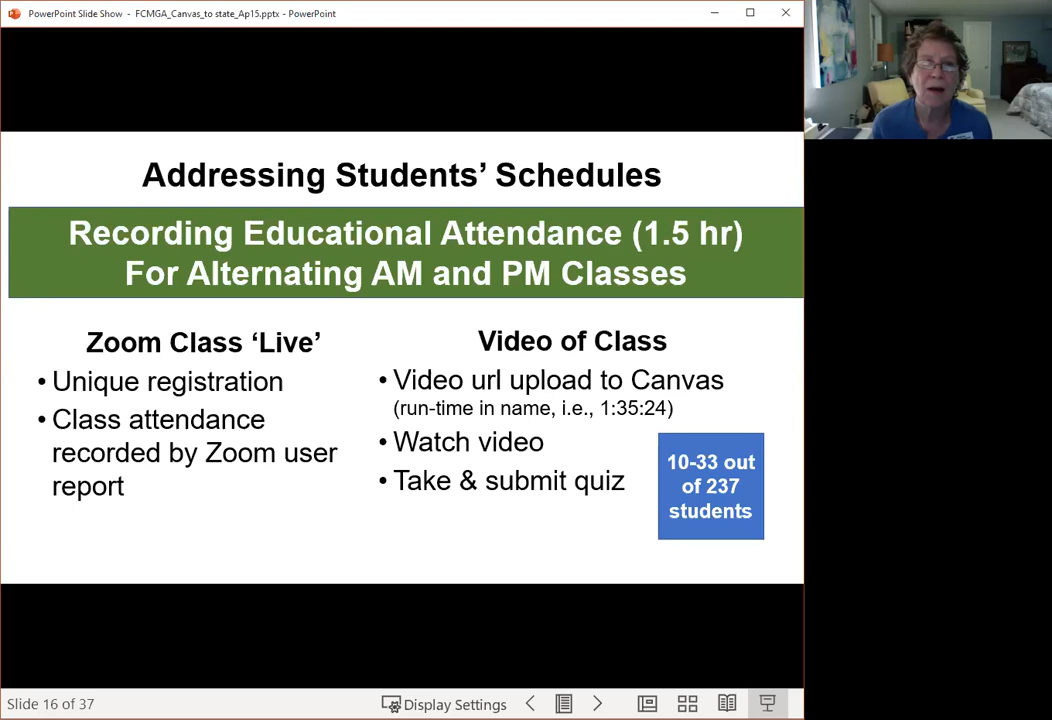 PowerPoint Slide Show - FCMGA_Canvas_to state_Ap15.pptx - PowerPoint
Addressing Students’ Schedules
Recording Educational Attendance (1.5 hr)
For Alternating AM and PM Classes
Zoom Class ‘Live’
• Unique registration
• Class attendance
recorded by Zoom user
report
Video of Class
• Video url upload to Canvas
(run-time in name, i.e., 1:35:24)
• Watch video
• Take & submit quiz
10-33 out
of 237
students
Slide 16 of 37
Display Settings